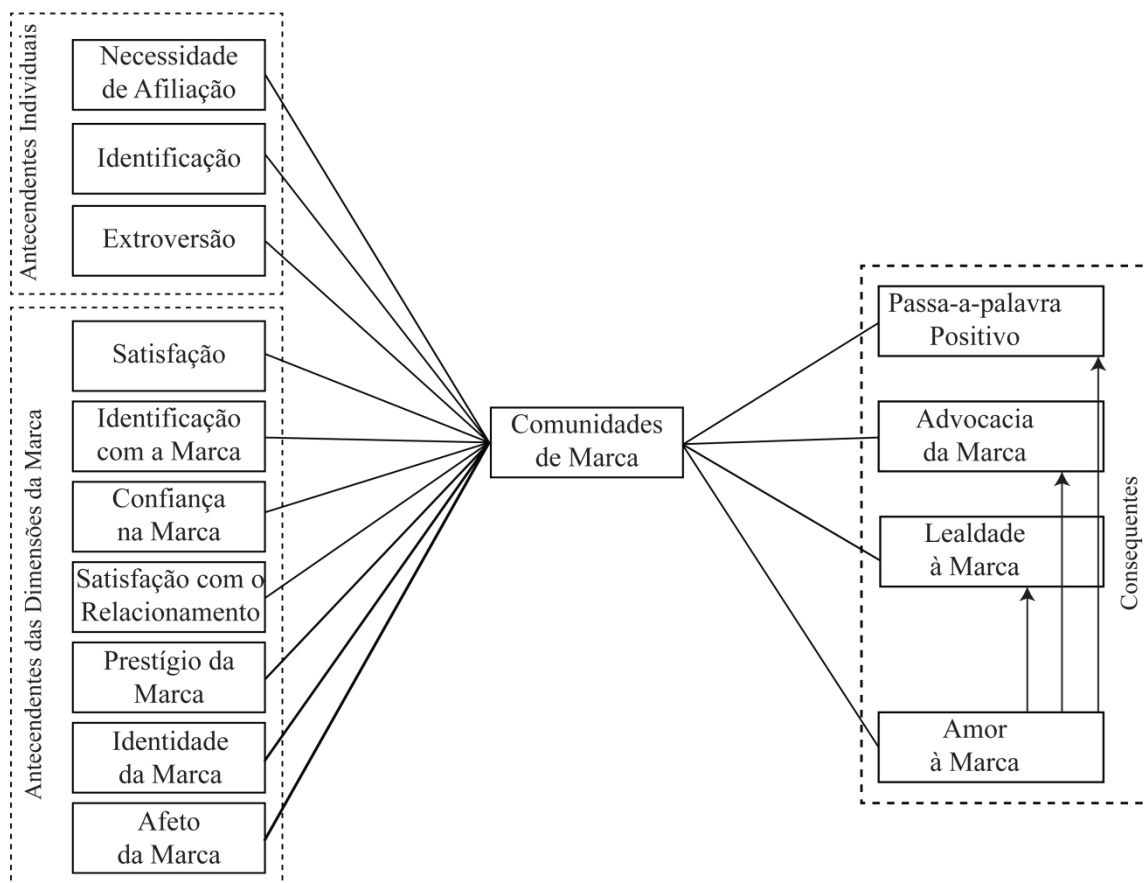 Antecendentes Individuais
Necessidade
de Afiliação
Identificação
Extroversão
Antecendentes das Dimensões da Marca
Satisfação
Identificação
com a Marca
Confiança
na Marca
Satisfação com o
Relacionamento
Prestígio da
Marca
Identidade
da Marca
Afeto
da Marca
Comunidades
de Marca
Passa-a-palavra
Positivo
Advocacia
da Marca
Lealdade
à Marca
Amor
à Marca
Consequentes